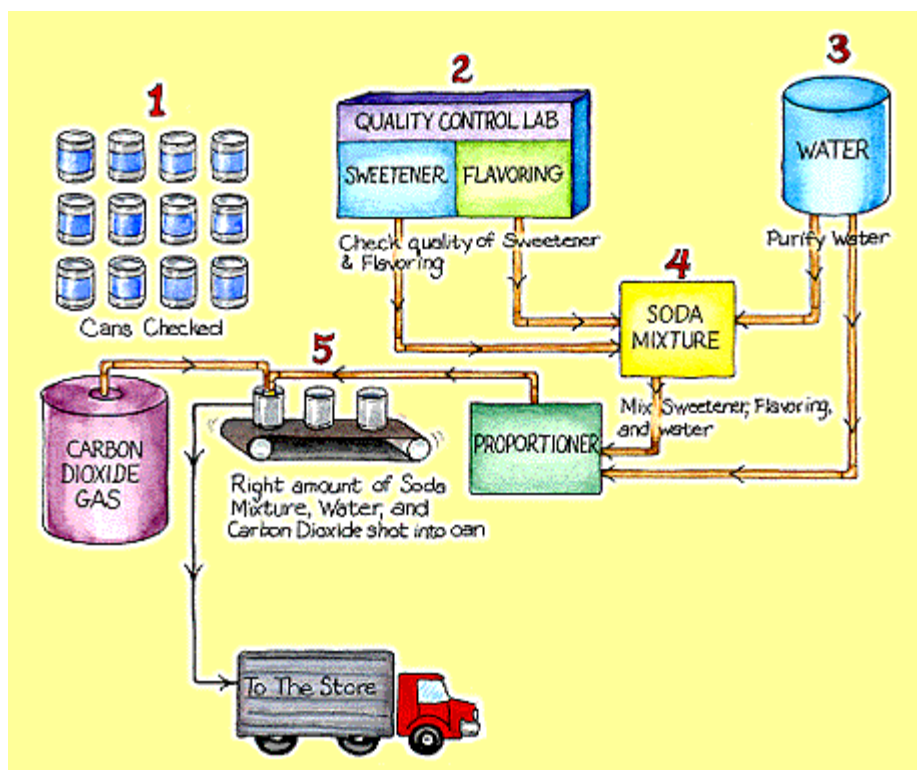 1
Cans Checked
2
QUALITY CONTROL LAB
SWEETENER
FLAVORING
Check quality of Sweetener
& Flavoring
3
WATER
Purify Water
4
SODA
MIXTURE
Mix Sweetener, Flavoring,
and water
PROPORTIONER
5
CARBON
DIOXIDE
GAS
Right amount of Soda
Mixture, Water, and
Carbon Dioxide shot into can
To The Store